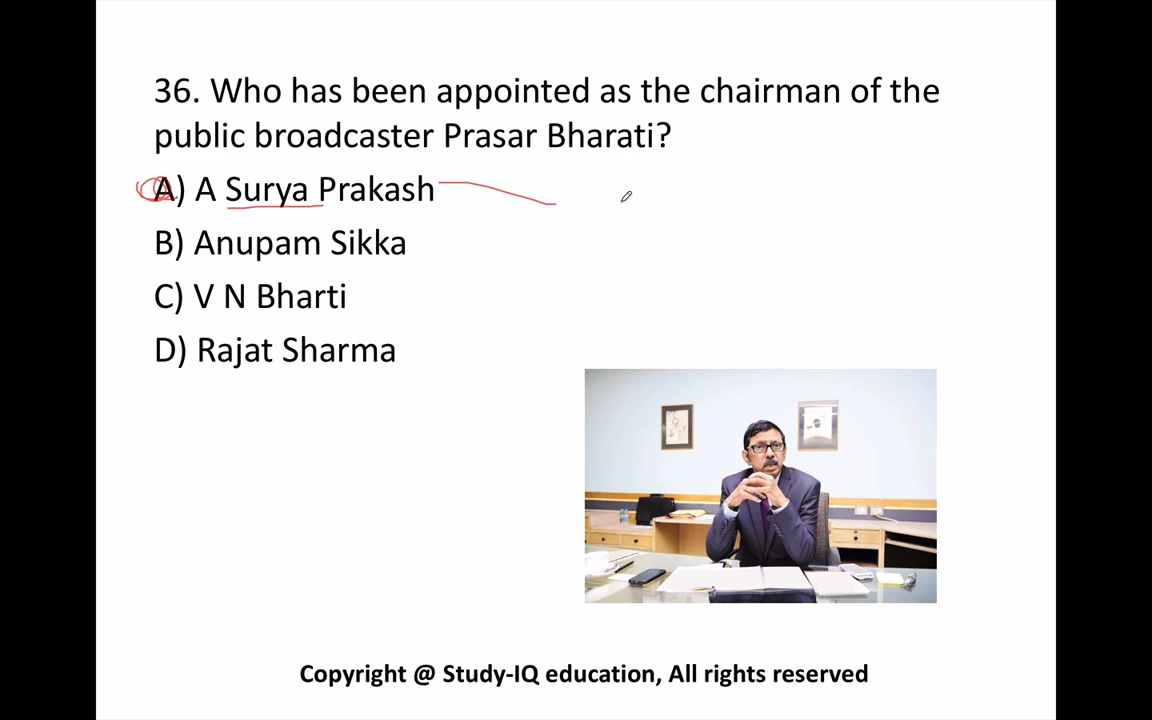 36. Who has been appointed as the chairman of the
public broadcaster Prasar Bharati?
A) A Surya Prakash
B) Anupam Sikka
C) V N Bharti
D) Rajat Sharma
Copyright @ Study-IQ education, All rights reserved